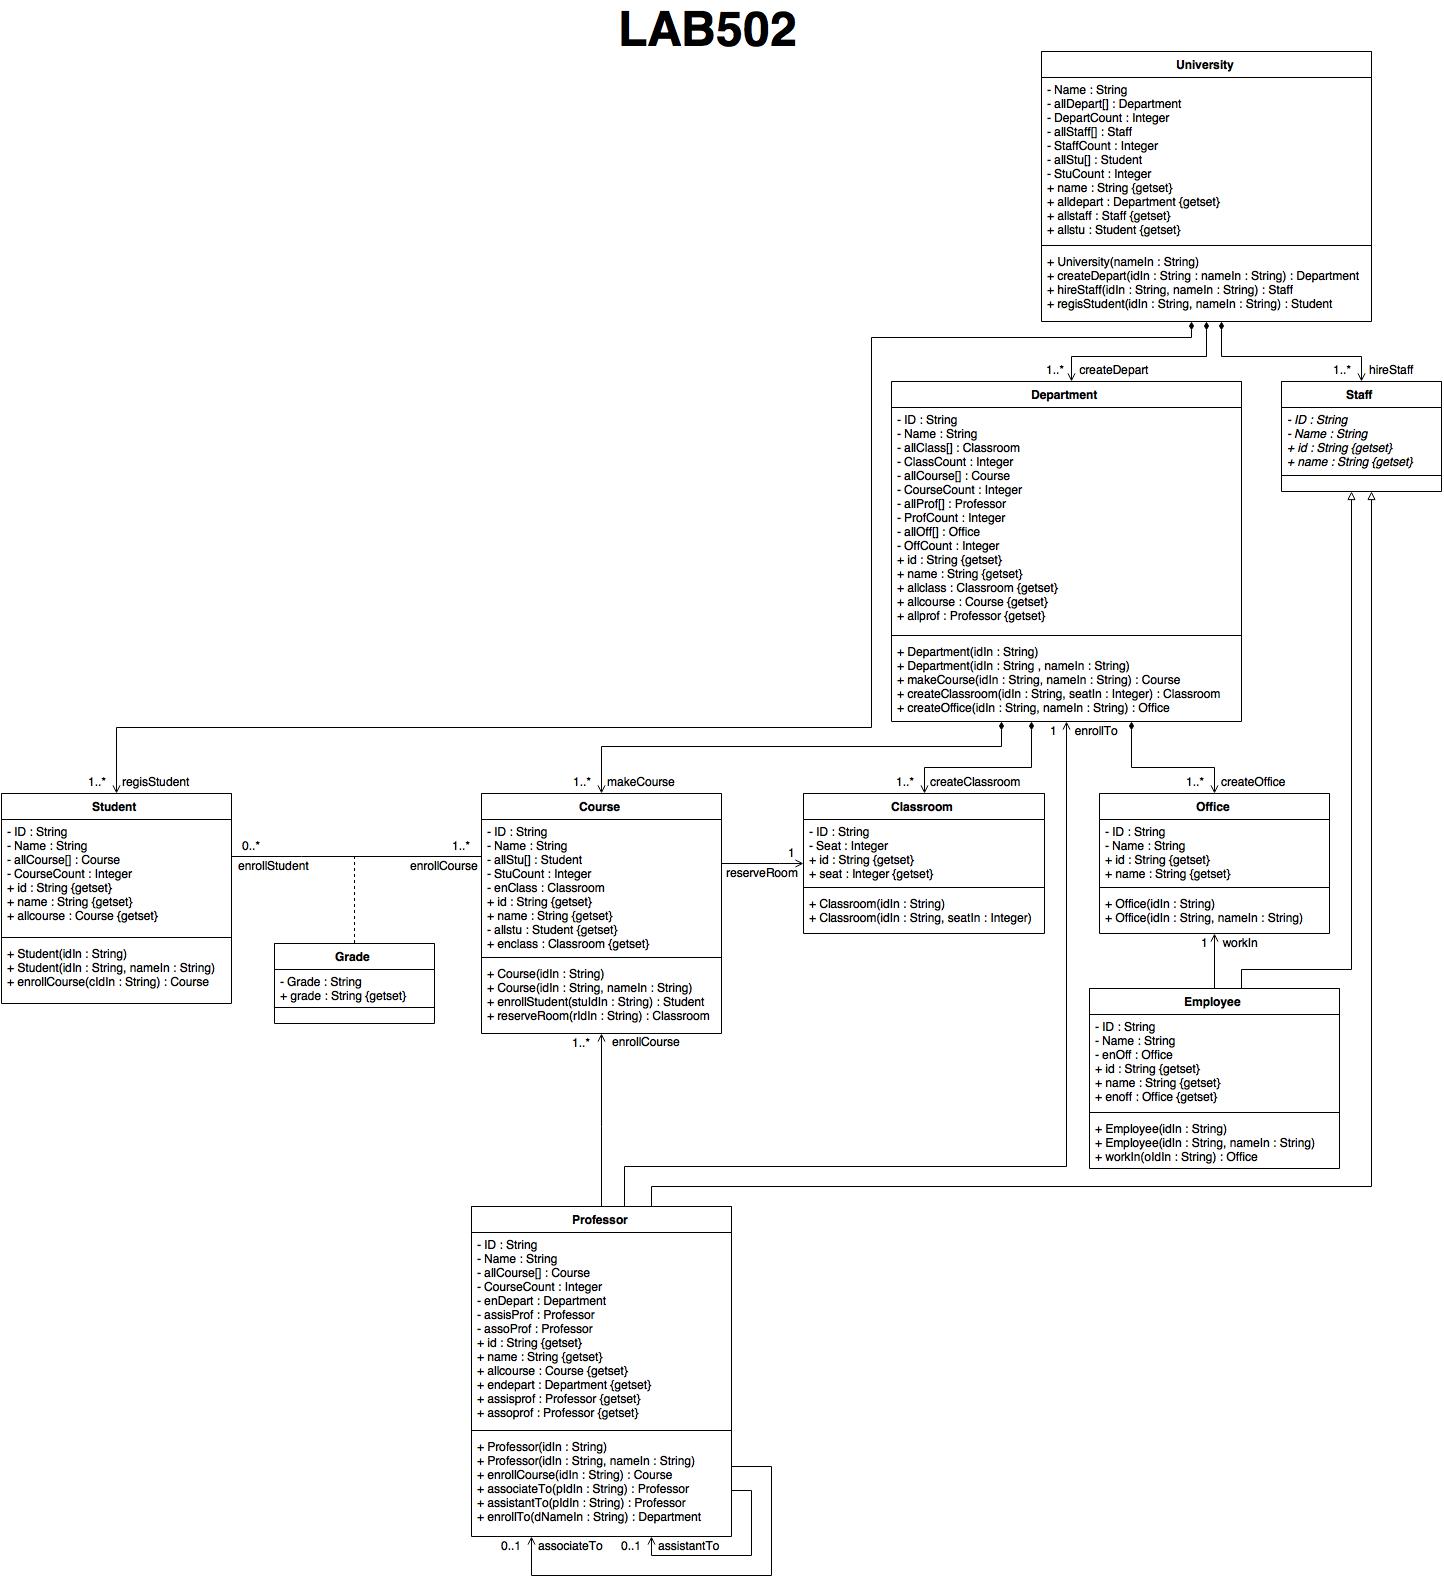 LAB502
University
- Name : String
- allDepart[] : Department
- DepartCount : Integer
- allStaff[] : Staff
- StaffCount : Integer
- allStu[] : Student
- StuCount : Integer
+ name : String {getset}
+ alldepart : Department {getset}
+ allstaff : Staff {getset}
+ allstu : Student {getset}
+ University(nameIn : String)
+ createDepart(idIn : String : nameIn : String) : Department
+ hireStaff(idIn : String, nameIn : String) : Staff
+ regisStudent(idIn : String, nameIn : String) : Student
1..* createDepart
1..* hireStaff
Department
- ID : String
- Name : String
- allClass[] : Classroom
- ClassCount : Integer
- allCourse[] : Course
- CourseCount : Integer
- allProf[] : Professor
- ProfCount : Integer
- allOff[] : Office
- OffCount : Integer
+ id : String {getset}
+ name : String {getset}
+ allclass : Classroom {getset}
+ allcourse : Course {getset}
+ allprof : Professor {getset}
+ Department(idIn : String)
+ Department(idIn : String , nameIn : String)
+ makeCourse(idIn : String, nameIn : String) : Course
+ createClassroom(idIn : String, seatIn : Integer) : Classroom
+ createOffice(idIn : String, nameIn : String) : Office
Staff
- ID : String
- Name : String
+ id : String {getset}
+ name : String {getset}
1 enrollTo
1..* regisStudent
1..* makeCourse
1..* createClassroom
1..* createOffice
Student
- ID : String
- Name : String
- allCourse[] : Course
- CourseCount : Integer
+ id : String {getset}
+ name : String {getset}
+ allcourse : Course {getset}
+ Student(idIn : String)
+ Student(idIn : String, nameIn : String)
+ enrollCourse(cIdIn : String) : Course
0..*
enrollStudent
1..*
enrollCourse
Grade
- Grade : String
+ grade : String {getset}
Course
- ID : String
- Name : String
- allStu[] : Student
- StuCount : Integer
- enClass : Classroom
+ id : String {getset}
+ name : String {getset}
- allstu : Student {getset}
+ enclass : Classroom {getset}
+ Course(idIn : String)
+ Course(idIn : String, nameIn : String)
+ enrollStudent(stuIdIn : String) : Student
+ reserveRoom(rIdIn : String) : Classroom
1
reserveRoom
Classroom
- ID : String
- Seat : Integer
+ id : String {getset}
+ seat : Integer {getset}
+ Classroom(idIn : String)
+ Classroom(idIn : String, seatIn : Integer)
Office
- ID : String
- Name : String
+ id : String {getset}
+ name : String {getset}
+ Office(idIn : String)
+ Office(idIn : String, nameIn : String)
1 workIn
Employee
- ID : String
- Name : String
- enOff : Office
+ id : String {getset}
+ name : String {getset}
+ enoff : Office {getset}
+ Employee(idIn : String)
+ Employee(idIn : String, nameIn : String)
+ workIn(oIdIn : String) : Office
1..* enrollCourse
Professor
- ID : String
- Name : String
- allCourse[] : Course
- CourseCount : Integer
- enDepart : Department
- assisProf : Professor
- assoProf : Professor
+ id : String {getset}
+ name : String {getset}
+ allcourse : Course {getset}
+ endepart : Department {getset}
+ assisprof : Professor {getset}
+ assoprof : Professor {getset}
+ Professor(idIn : String)
+ Professor(idIn : String, nameIn : String)
+ enrollCourse(idIn : String) : Course
+ associateTo(pIdIn : String) : Professor
+ assistantTo(pIdIn : String) : Professor
+ enrollTo(dNameIn : String) : Department
0..1 associateTo
0..1 assistantTo